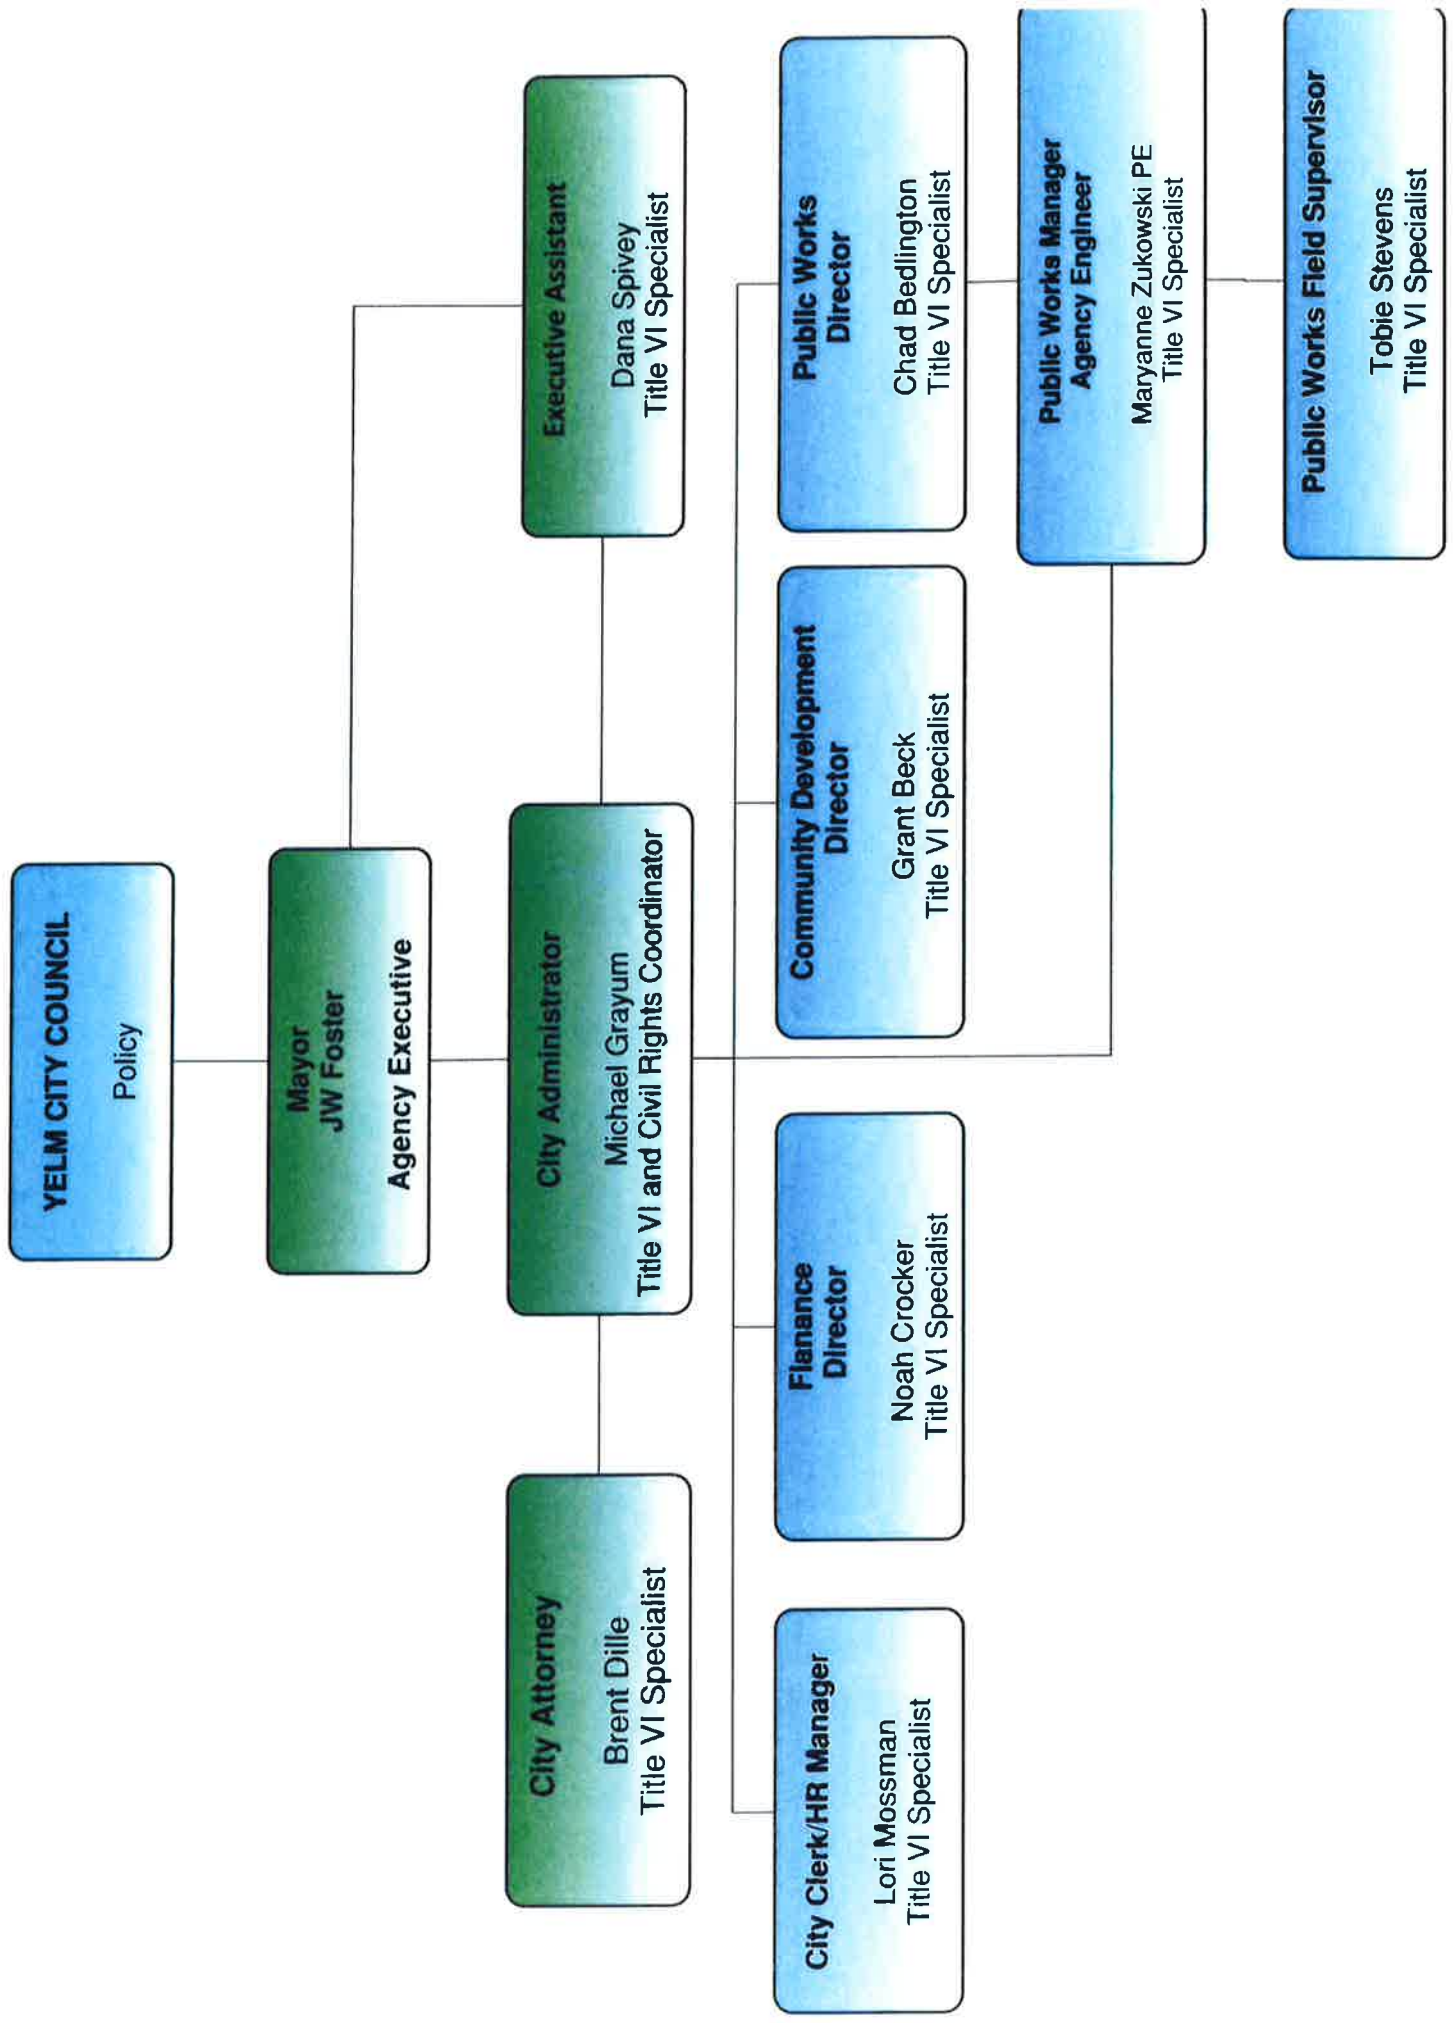 YELM CITY COUNCIL
Policy
Mayor
JW Foster
Agency Executive
City Attorney
Brent Dille
Title VI Specialist
City Administrator
Michael Grayum
Title VI and Civil Rights Coordinator
Executive Assistant
Dana Spivey
Title VI Specialist
City Clerk/HR Manager
Lori Mossman
Title VI Specialist
Fianance
Director
Noah Crocker
Title VI Specialist
Community Development
Director
Grant Beck
Title VI Specialist
Public Works
Director
Chad Bedlington
Title VI Specialist
Public Works Manager
Agency Engineer
Maryanne Zukowski PE
Title VI Specialist
Public Works Field Supervisor
Tobie Stevens
Title VI Specialist